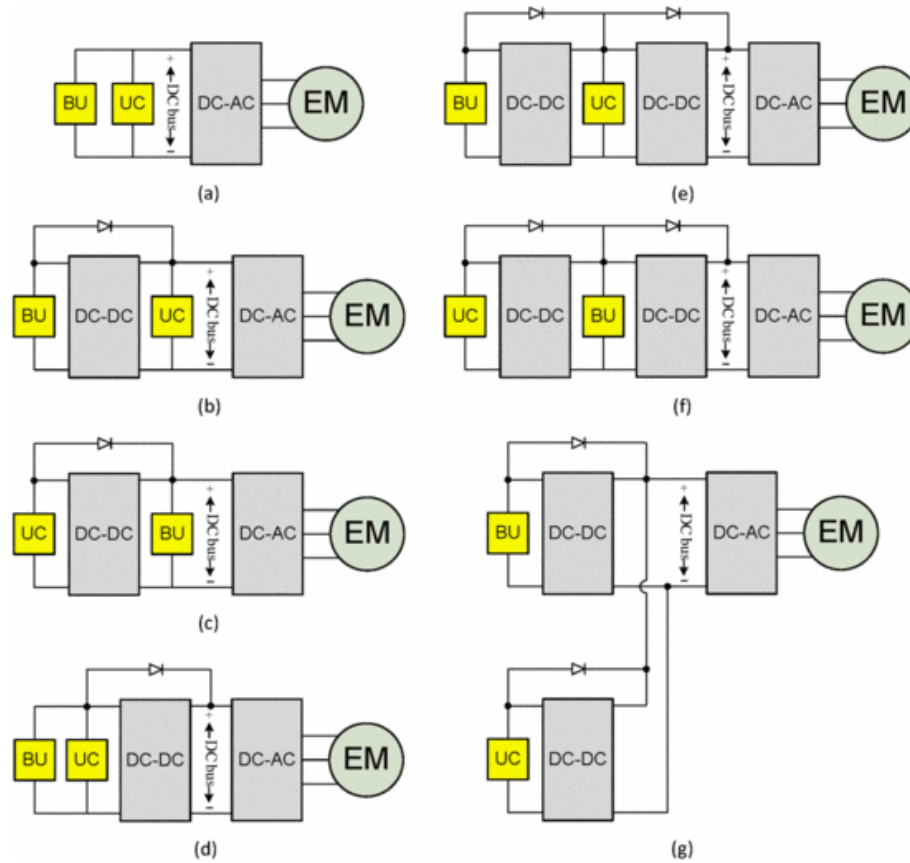 BU UC + DC bus - DC-AC EM
(a)
BU DC-DC UC + DC bus - DC-AC EM
(b)
UC DC-DC BU + DC bus - DC-AC EM
(c)
BU UC DC-DC + DC bus - DC-AC EM
(d)
BU DC-DC UC DC-DC + DC bus - DC-AC EM
(e)
UC DC-DC BU DC-DC + DC bus - DC-AC EM
(f)
BU DC-DC + DC bus - DC-AC EM
UC DC-DC
(g)